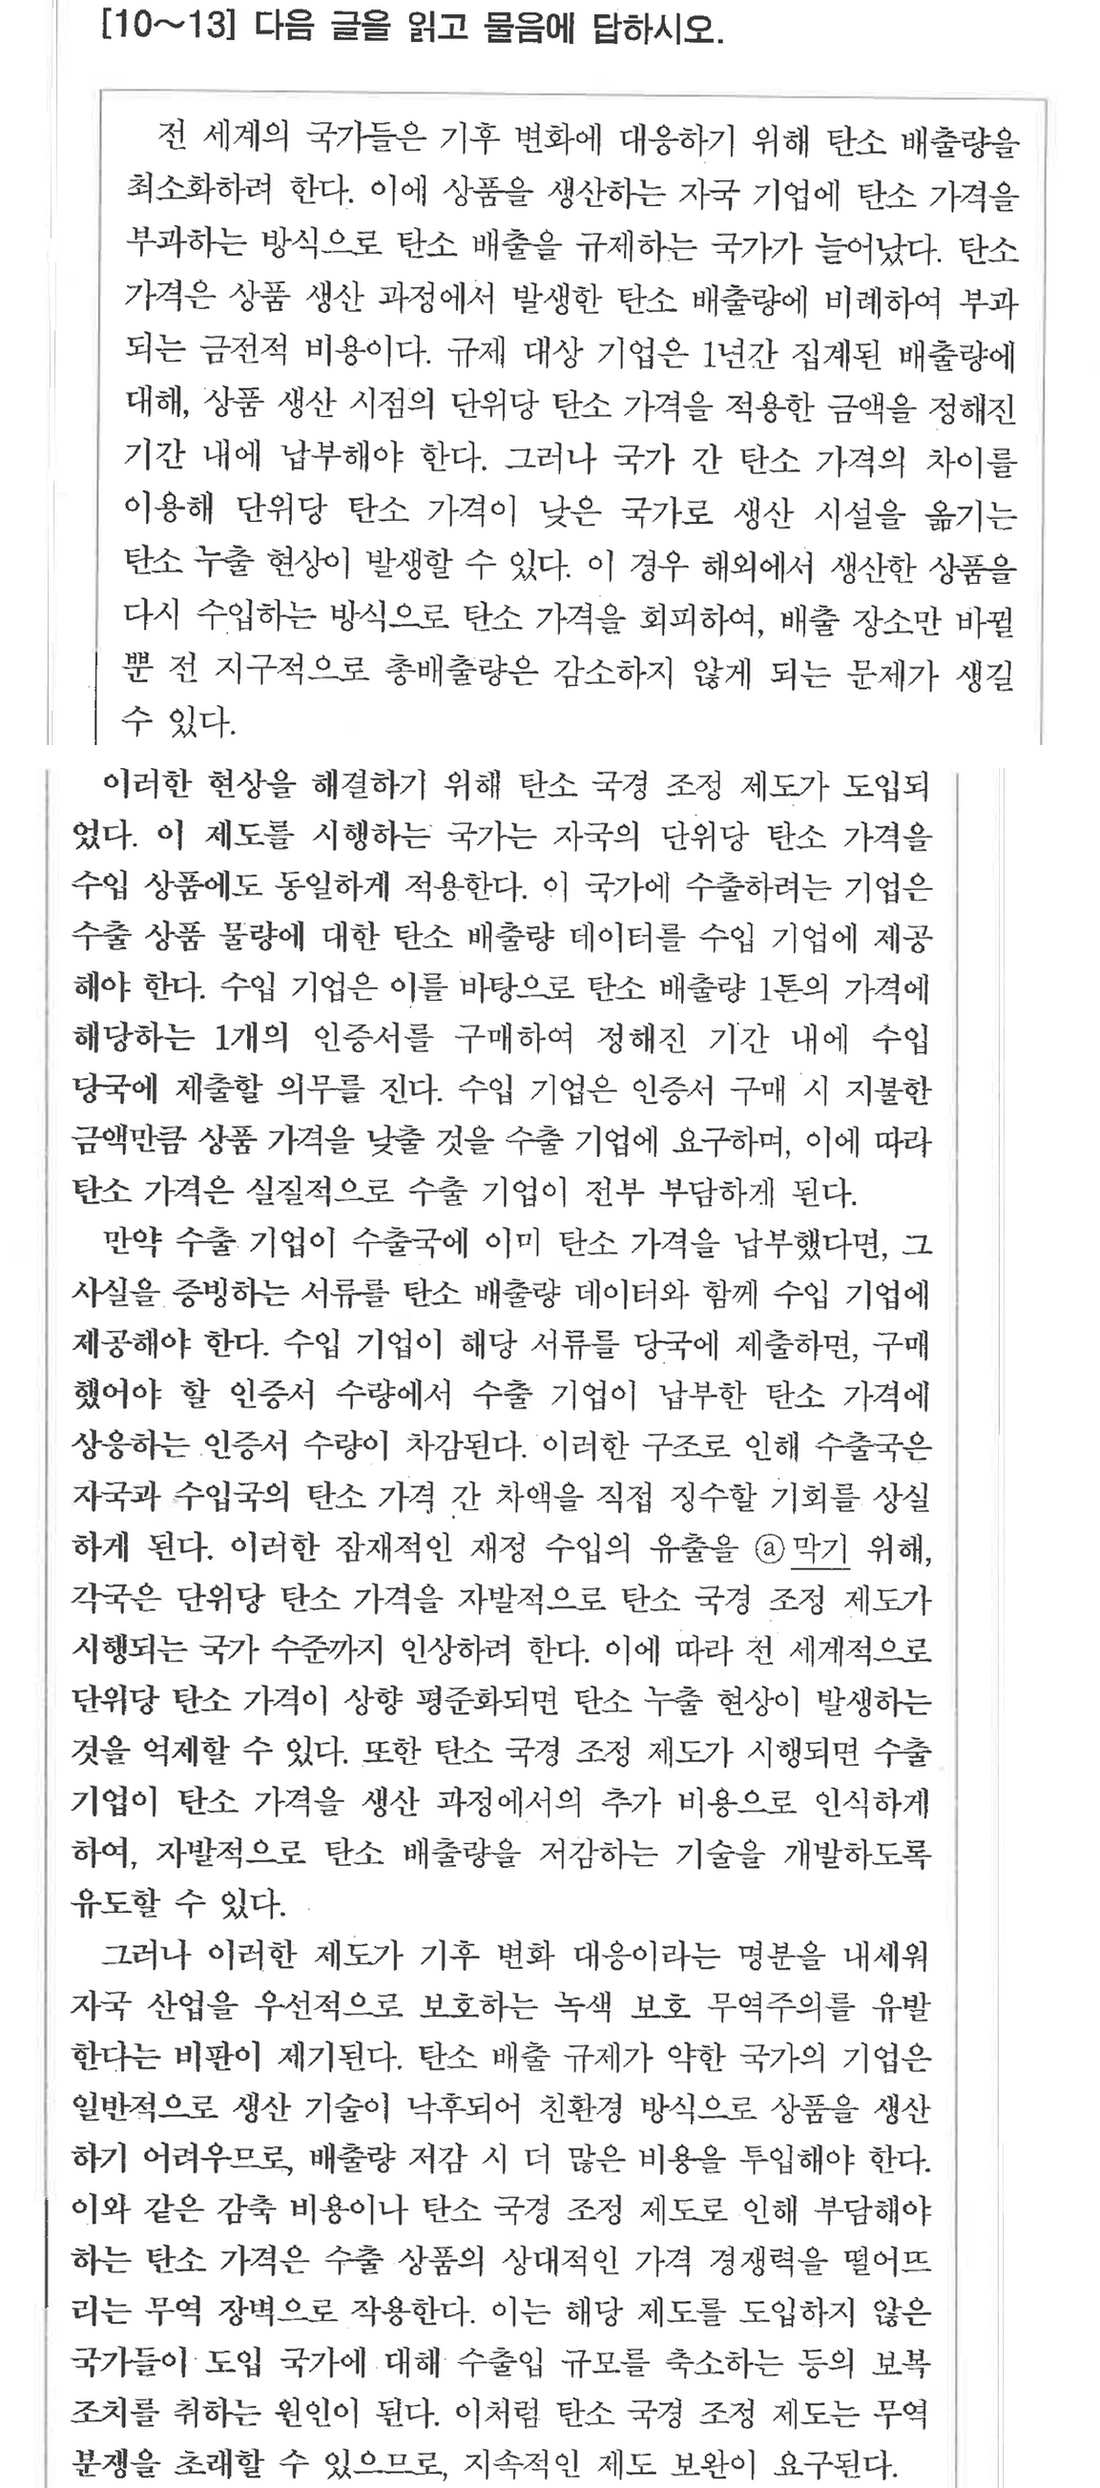 [10～13] 다음 글을 읽고 물음에 답하시오.
전 세계의 국가들은 기후 변화에 대응하기 위해 탄소 배출량을
최소화하려 한다. 이에 상품을 생산하는 자국 기업에 탄소 가격을
부과하는 방식으로 탄소 배출을 규제하는 국가가 늘어났다. 탄소
가격은 상품 생산 과정에서 발생한 탄소 배출량에 비례하여 부과
되는 금전적 비용이다. 규제 대상 기업은 1년간 집계된 배출량에
대해, 상품 생산 시점의 단위당 탄소 가격을 적용한 금액을 정해진
기간 내에 납부해야 한다. 그러나 국가 간 탄소 가격의 차이를
이용해 단위당 탄소 가격이 낮은 국가로 생산 시설을 옮기는
탄소 누출 현상이 발생할 수 있다. 이 경우 해외에서 생산한 상품을
다시 수입하는 방식으로 탄소 가격을 회피하여, 배출 장소만 바뀔
뿐 전 지구적으로 총배출량은 감소하지 않게 되는 문제가 생길
수 있다.
이러한 현상을 해결하기 위해 탄소 국경 조정 제도가 도입되
었다. 이 제도를 시행하는 국가는 자국의 단위당 탄소 가격을
수입 상품에도 동일하게 적용한다. 이 국가에 수출하려는 기업은
수출 상품 물량에 대한 탄소 배출량 데이터를 수입 기업에 제공
해야 한다. 수입 기업은 이를 바탕으로 탄소 배출량 1톤의 가격에
해당하는 1개의 인증서를 구매하여 정해진 기간 내에 수입
당국에 제출할 의무를 진다. 수입 기업은 인증서 구매 시 지불한
금액만큼 상품 가격을 낮출 것을 수출 기업에 요구하며, 이에 따라
탄소 가격은 실질적으로 수출 기업이 전부 부담하게 된다.
만약 수출 기업이 수출국에 이미 탄소 가격을 납부했다면, 그
사실을 증빙하는 서류를 탄소 배출량 데이터와 함께 수입 기업에
제공해야 한다. 수입 기업이 해당 서류를 당국에 제출하면, 구매
했어야 할 인증서 수량에서 수출 기업이 납부한 탄소 가격에
상응하는 인증서 수량이 차감된다. 이러한 구조로 인해 수출국은
자국과 수입국의 탄소 가격 간 차액을 직접 징수할 기회를 상실
하게 된다. 이러한 잠재적인 재정 수입의 유출을 ⓐ막기 위해,
각국은 단위당 탄소 가격을 자발적으로 탄소 국경 조정 제도가
시행되는 국가 수준까지 인상하려 한다. 이에 따라 전 세계적으로
단위당 탄소 가격이 상향 평준화되면 탄소 누출 현상이 발생하는
것을 억제할 수 있다. 또한 탄소 국경 조정 제도가 시행되면 수출
기업이 탄소 가격을 생산 과정에서의 추가 비용으로 인식하게
하여, 자발적으로 탄소 배출량을 저감하는 기술을 개발하도록
유도할 수 있다.
그러나 이러한 제도가 기후 변화 대응이라는 명분을 내세워
자국 산업을 우선적으로 보호하는 녹색 보호 무역주의를 유발
한다는 비판이 제기된다. 탄소 배출 규제가 약한 국가의 기업은
일반적으로 생산 기술이 낙후되어 친환경 방식으로 상품을 생산
하기 어려우므로, 배출량 저감 시 더 많은 비용을 투입해야 한다.
이와 같은 감축 비용이나 탄소 국경 조정 제도로 인해 부담해야
하는 탄소 가격은 수출 상품의 상대적인 가격 경쟁력을 떨어뜨
리는 무역 장벽으로 작용한다. 이는 해당 제도를 도입하지 않은
국가들이 도입 국가에 대해 수출입 규모를 축소하는 등의 보복
조치를 취하는 원인이 된다. 이처럼 탄소 국경 조정 제도는 무역
분쟁을 초래할 수 있으므로, 지속적인 제도 보완이 요구된다.